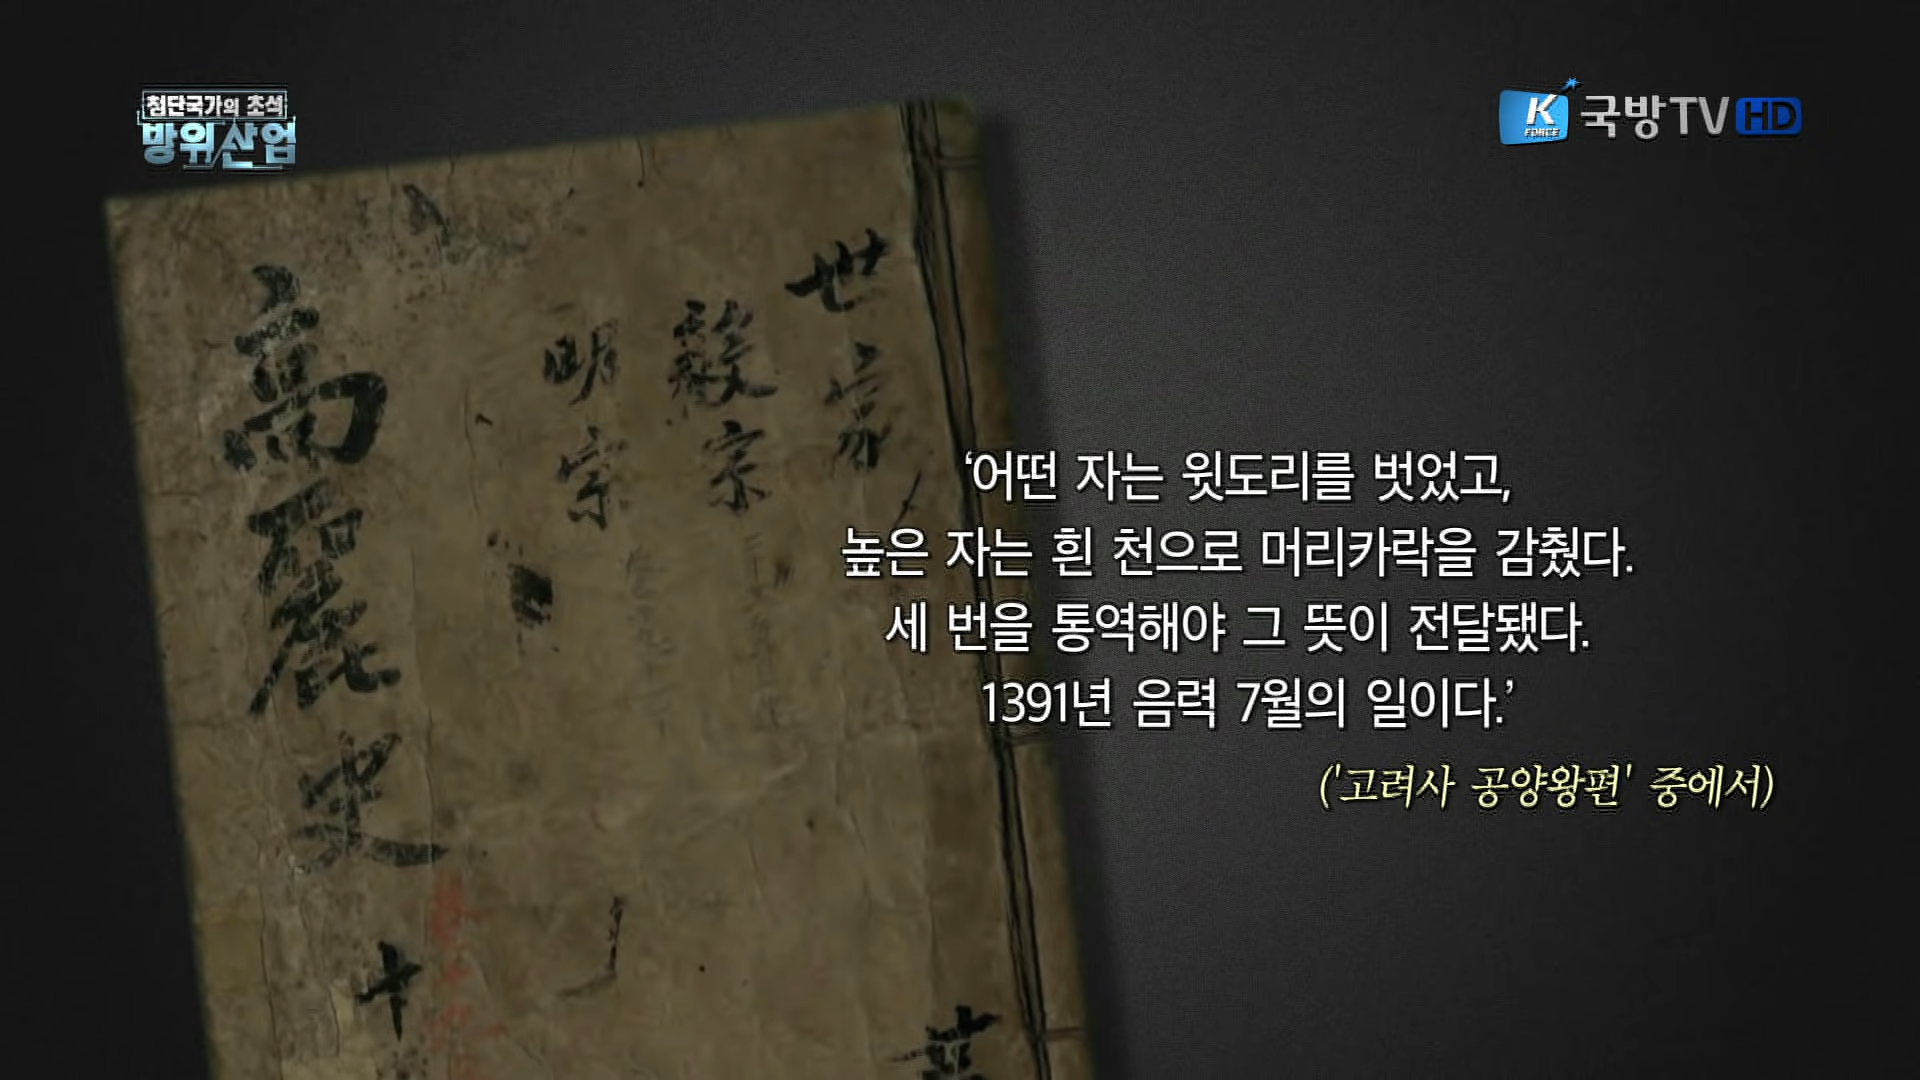 첨단국가의 초석
방위산업
K FORCE 국방TV HD
世家
毅宗
明宗
高麗史 十
'어떤 자는 윗도리를 벗었고,
높은 자는 흰 천으로 머리카락을 감췄다.
세 번을 통역해야 그 뜻이 전달됐다.
1391년 음력 7월의 일이다.'
('고려사 공양왕편' 중에서)